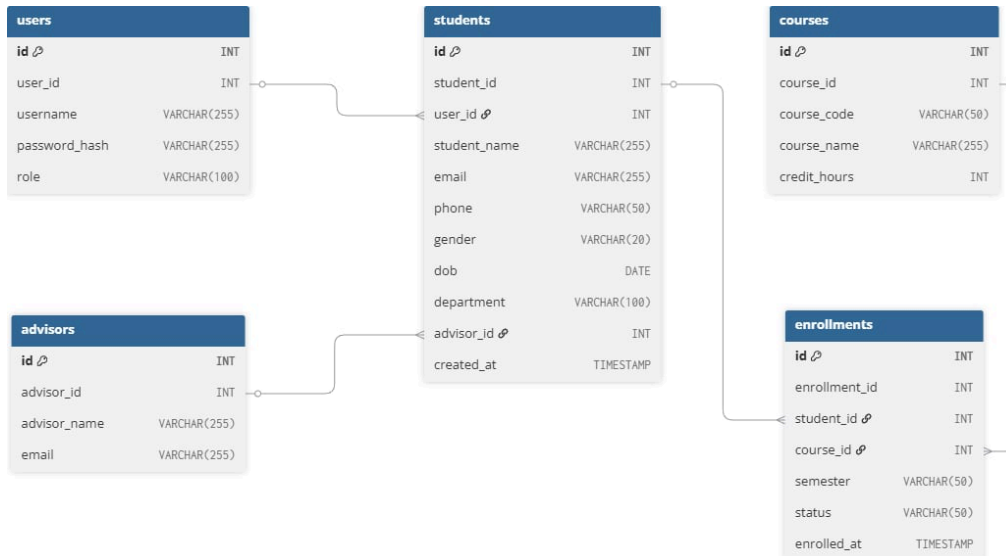 users
id INT
user_id INT
username VARCHAR(255)
password_hash VARCHAR(255)
role VARCHAR(100)
students
id INT
student_id INT
user_id INT
student_name VARCHAR(255)
email VARCHAR(255)
phone VARCHAR(50)
gender VARCHAR(20)
dob DATE
department VARCHAR(100)
advisor_id INT
created_at TIMESTAMP
courses
id INT
course_id INT
course_code VARCHAR(50)
course_name VARCHAR(255)
credit_hours INT
advisors
id INT
advisor_id INT
advisor_name VARCHAR(255)
email VARCHAR(255)
enrollments
id INT
enrollment_id INT
student_id INT
course_id INT
semester VARCHAR(50)
status VARCHAR(50)
enrolled_at TIMESTAMP